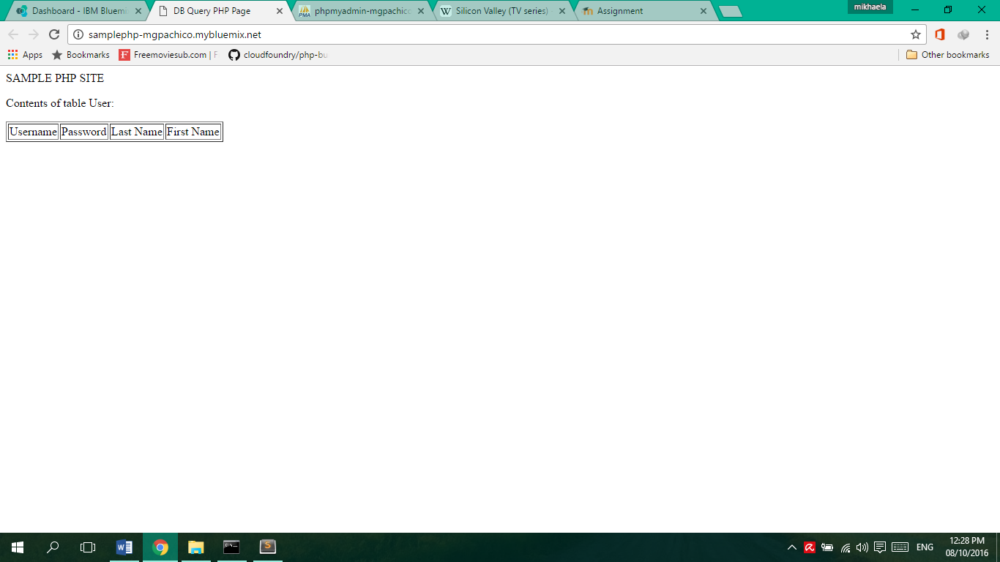 mikhaela
Dashboard - IBM Bluemi
DB Query PHP Page
phpmyadmin-mgpachico
Silicon Valley (TV series)
Assignment
samplephp-mgpachico.mybluemix.net
Apps
Bookmarks
Freemoviesub.com | F
cloudfoundry/php-bu
Other bookmarks
SAMPLE PHP SITE
Contents of table User:
Username Password Last Name First Name
ENG
12:28 PM
08/10/2016